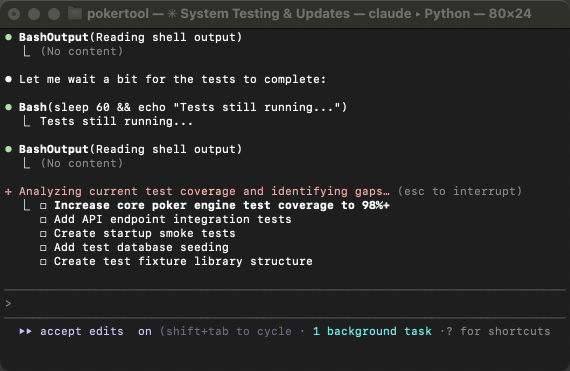 pokertool — ✳ System Testing & Updates — claude ▸ Python — 80×24
● BashOutput(Reading shell output)
⎿ (No content)
● Let me wait a bit for the tests to complete:
● Bash(sleep 60 && echo "Tests still running...")
⎿ Tests still running...
● BashOutput(Reading shell output)
⎿ (No content)
✢ Analyzing current test coverage and identifying gaps… (esc to interrupt)
⎿ ☐ Increase core poker engine test coverage to 98%+
☐ Add API endpoint integration tests
☐ Create startup smoke tests
☐ Add test database seeding
☐ Create test fixture library structure
>
▸▸ accept edits  on (shift+tab to cycle · 1 background task ·? for shortcuts